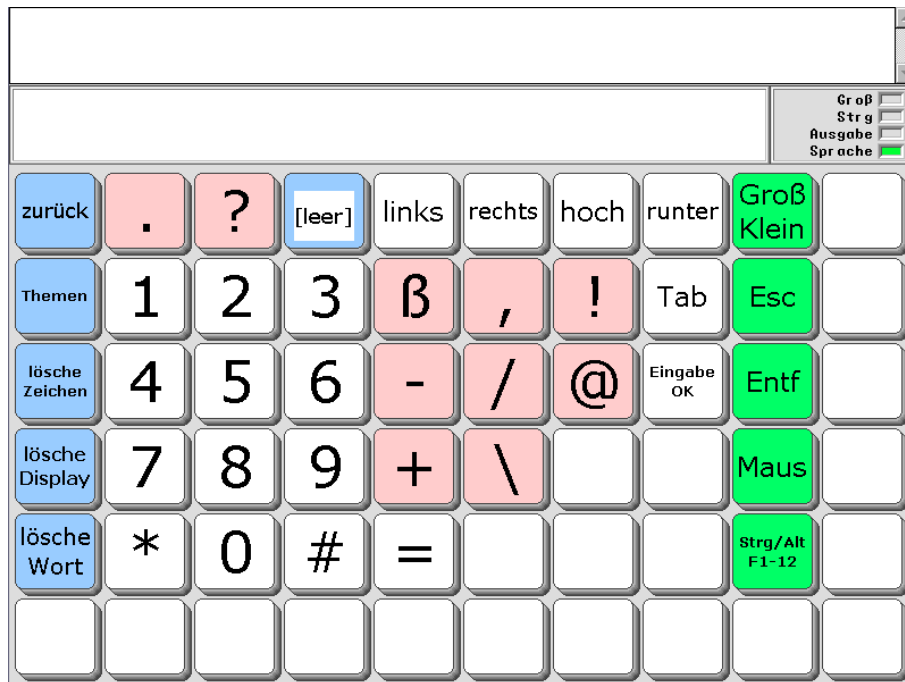 Groß
Strg
Ausgabe
Sprache
zurück . ? [leer] links rechts hoch runter Groß Klein
Themen 1 2 3 ß , ! Tab Esc
lösche Zeichen 4 5 6 - / @ Eingabe OK Entf
lösche Display 7 8 9 + \ Maus
lösche Wort * 0 # = Strg/Alt F1-12